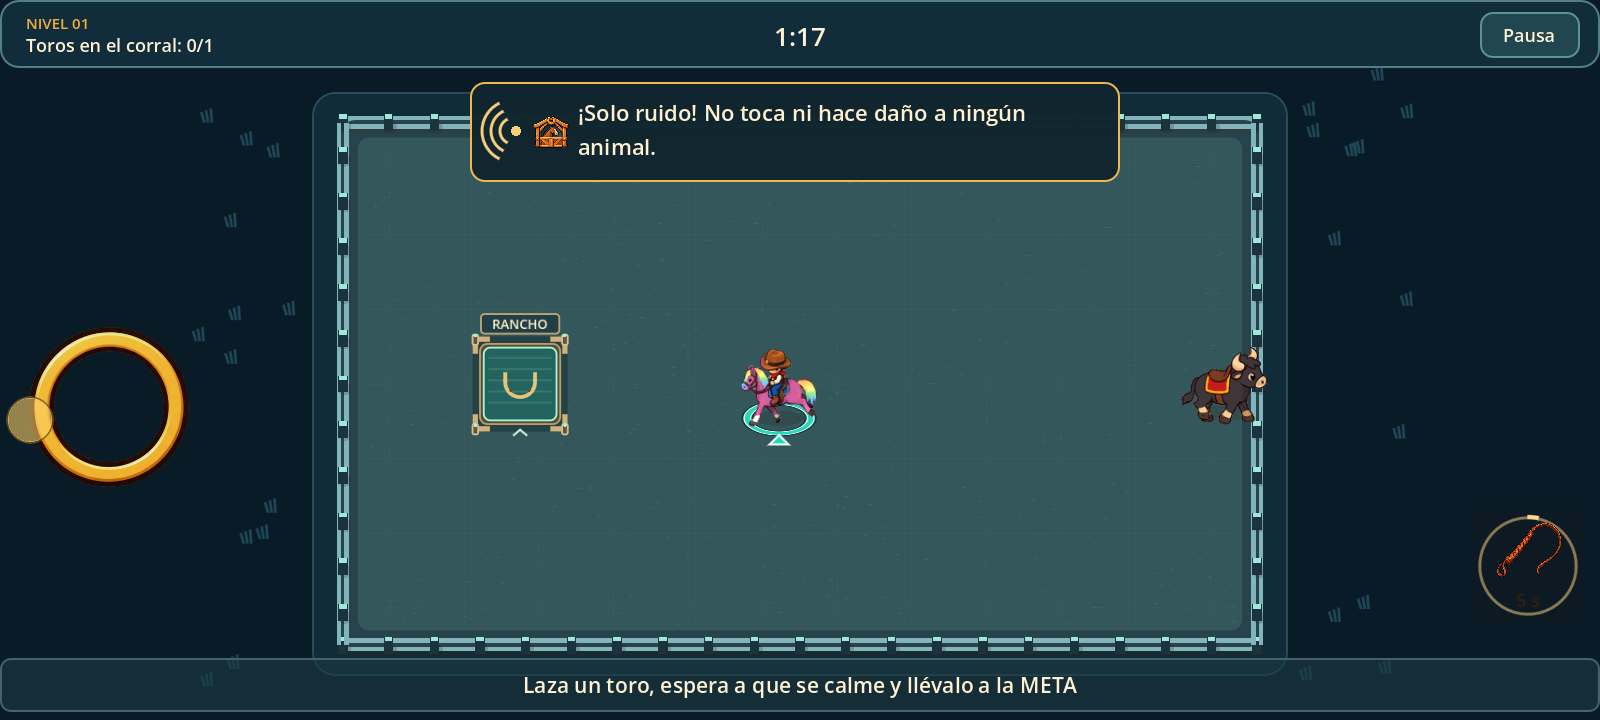 NIVEL 01
Toros en el corral: 0/1
1:17
Pausa
¡Solo ruido! No toca ni hace daño a ningún
animal.
RANCHO
5 s
Laza un toro, espera a que se calme y llévalo a la META